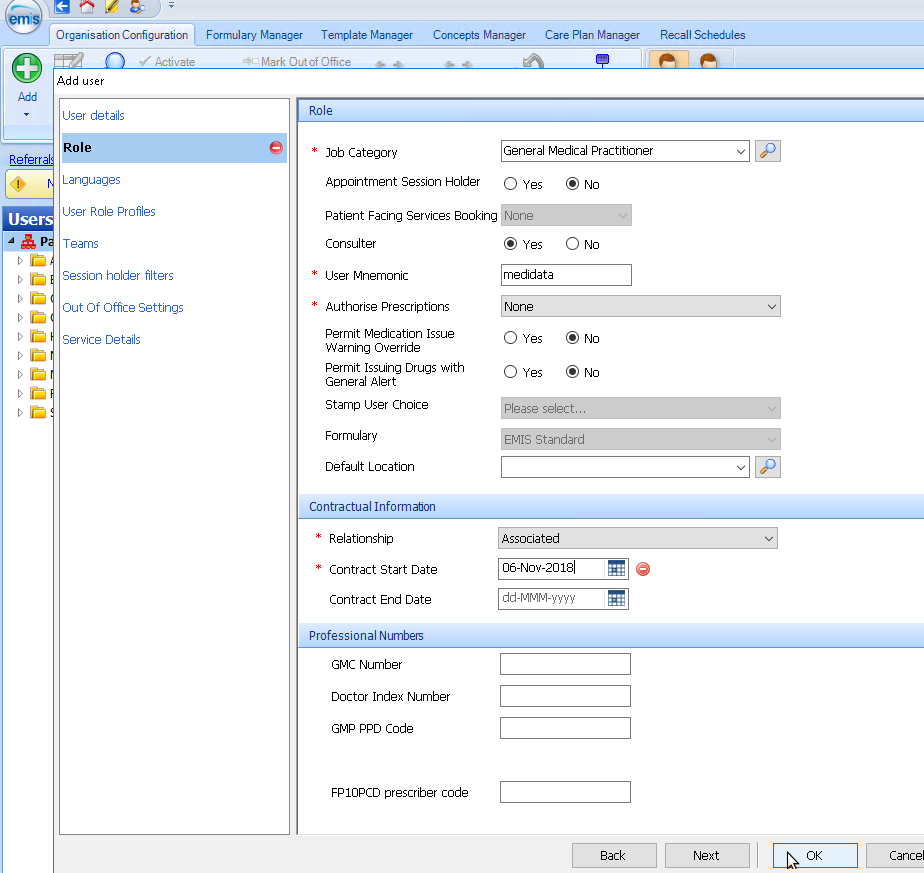 emis
Organisation Configuration Formulary Manager Template Manager Concepts Manager Care Plan Manager Recall Schedules
Activate Mark Out of Office
Add
Add user
Referrals
N
Users
Pa
User details
Role
Languages
User Role Profiles
Teams
Session holder filters
Out Of Office Settings
Service Details
Role
* Job Category General Medical Practitioner
Appointment Session Holder Yes No
Patient Facing Services Booking None
Consulter Yes No
* User Mnemonic medidata
* Authorise Prescriptions None
Permit Medication Issue
Warning Override Yes No
Permit Issuing Drugs with
General Alert Yes No
Stamp User Choice Please select...
Formulary EMIS Standard
Default Location
Contractual Information
* Relationship Associated
* Contract Start Date 06-Nov-2018
Contract End Date dd-MMM-yyyy
Professional Numbers
GMC Number
Doctor Index Number
GMP PPD Code
FP10PCD prescriber code
Back Next OK Cancel